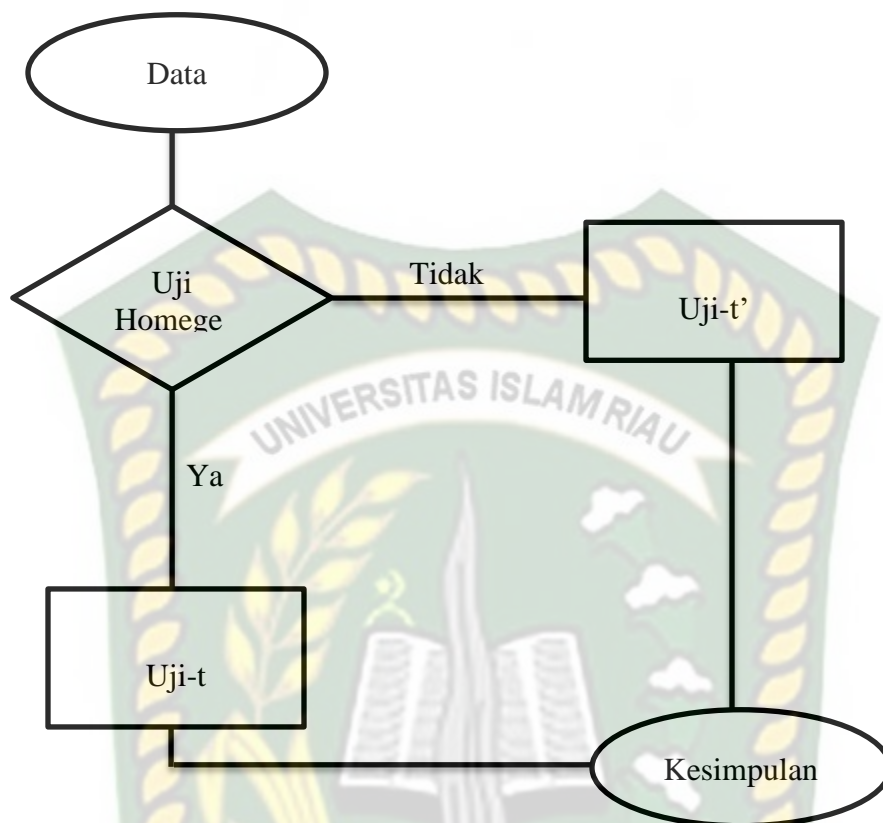 Data
Uji
Homege
Tidak
Uji-t’
UNIVERSITAS ISLAM RIAU
Ya
Uji-t
Kesimpulan